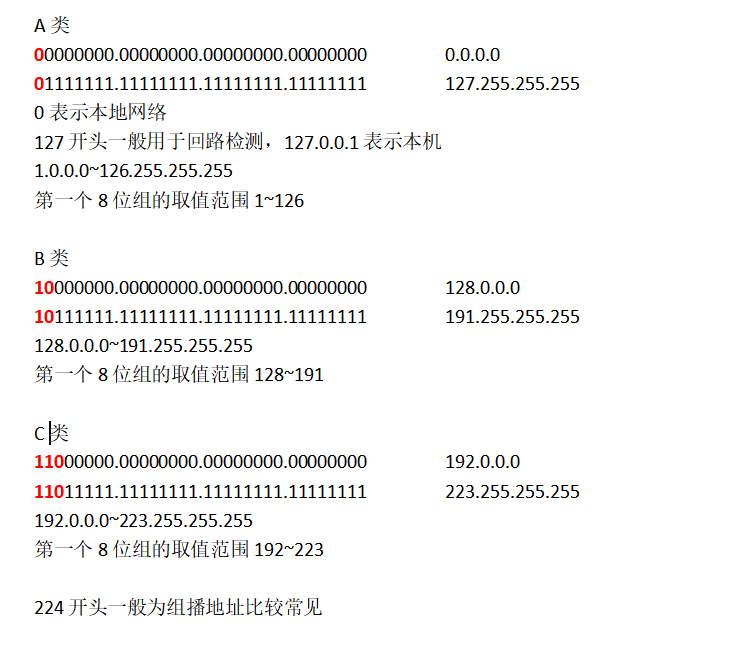 A 类
00000000.00000000.00000000.00000000 0.0.0.0
01111111.11111111.11111111.11111111 127.255.255.255
0 表示本地网络
127 开头一般用于回路检测，127.0.0.1 表示本机
1.0.0.0~126.255.255.255
第一个 8 位组的取值范围 1~126
B 类
10000000.00000000.00000000.00000000 128.0.0.0
10111111.11111111.11111111.11111111 191.255.255.255
128.0.0.0~191.255.255.255
第一个 8 位组的取值范围 128~191
C 类
11000000.00000000.00000000.00000000 192.0.0.0
11011111.11111111.11111111.11111111 223.255.255.255
192.0.0.0~223.255.255.255
第一个 8 位组的取值范围 192~223
224 开头一般为组播地址比较常见